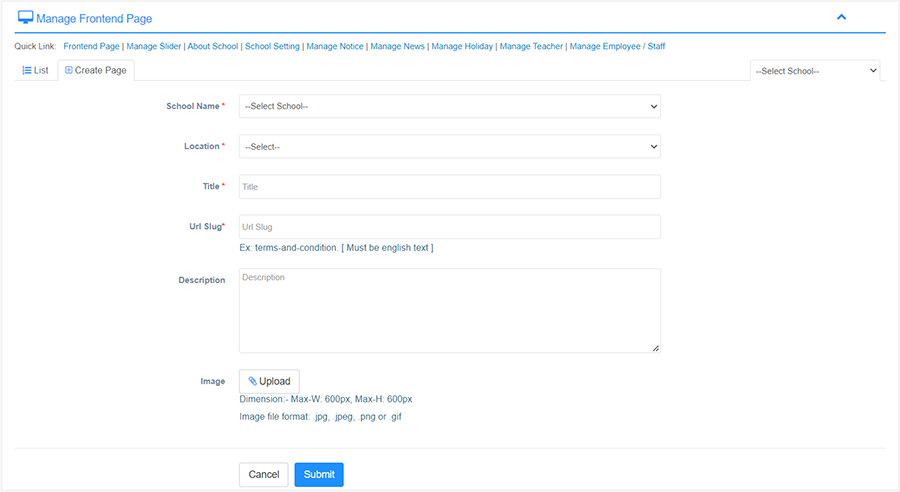 Manage Frontend Page
Quick Link: Frontend Page | Manage Slider | About School | School Setting | Manage Notice | Manage News | Manage Holiday | Manage Teacher | Manage Employee / Staff
List Create Page --Select School--
School Name * --Select School--
Location * --Select--
Title * Title
Url Slug* Url Slug
Ex: terms-and-condition. [ Must be english text ]
Description Description
Image Upload
Dimension:- Max-W: 600px, Max-H: 600px
Image file format: .jpg, .jpeg, .png or .gif
Cancel Submit